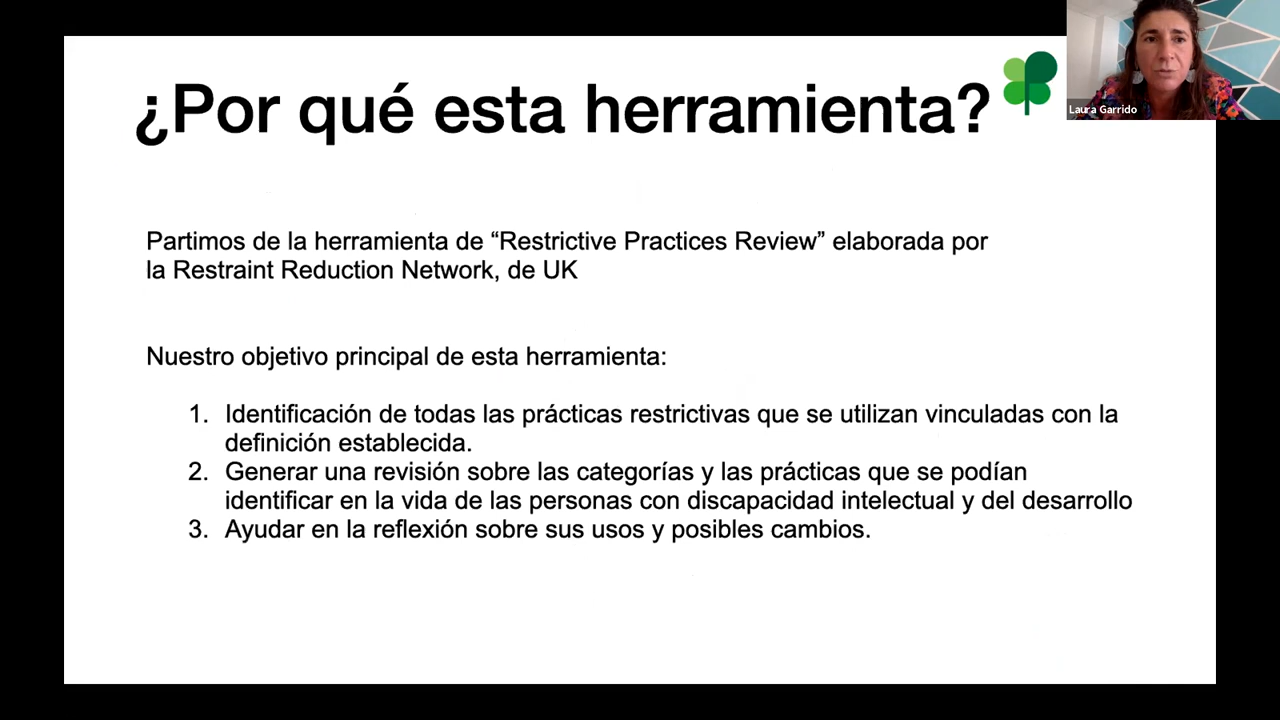 ¿Por qué esta herramienta?
Laura Garrido
Partimos de la herramienta de “Restrictive Practices Review” elaborada por
la Restraint Reduction Network, de UK
Nuestro objetivo principal de esta herramienta:
1. Identificación de todas las prácticas restrictivas que se utilizan vinculadas con la
definición establecida.
2. Generar una revisión sobre las categorías y las prácticas que se podían
identificar en la vida de las personas con discapacidad intelectual y del desarrollo
3. Ayudar en la reflexión sobre sus usos y posibles cambios.